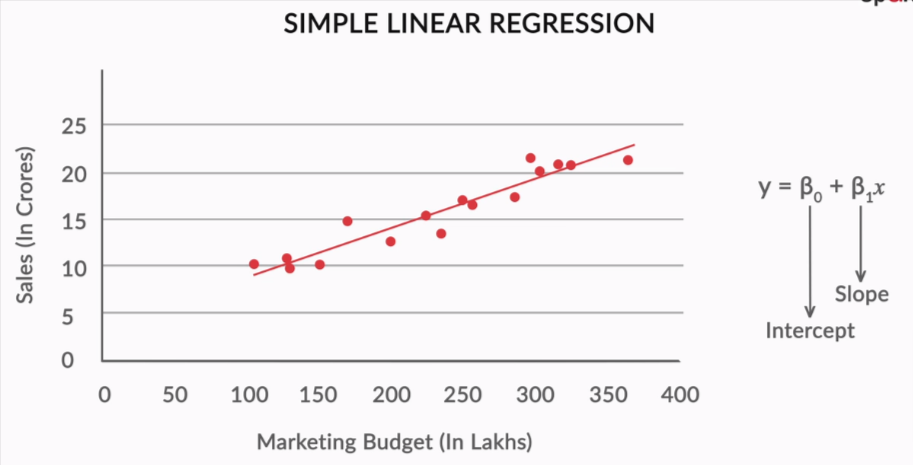 SIMPLE LINEAR REGRESSION
25
20
15
10
5
0
Sales (In Crores)
0 50 100 150 200 250 300 350 400
Marketing Budget (In Lakhs)
y = β₀ + β₁x
Slope
Intercept